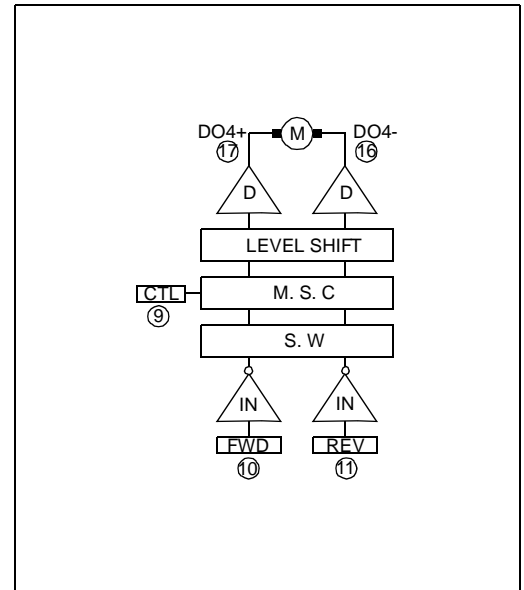 DO4+ M DO4-
17 16
D D
LEVEL SHIFT
CTL M. S. C
9
S. W
IN IN
FWD REV
10 11